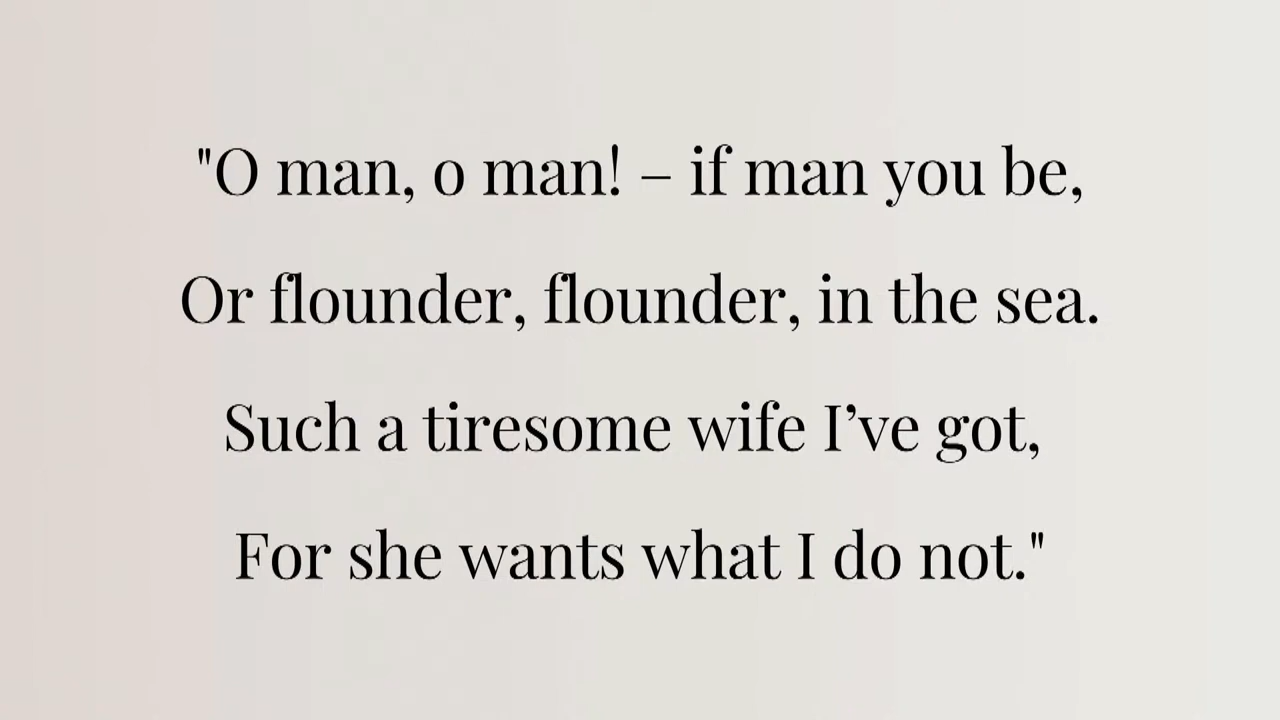 "O man, o man! – if man you be,
Or flounder, flounder, in the sea.
Such a tiresome wife I’ve got,
For she wants what I do not."